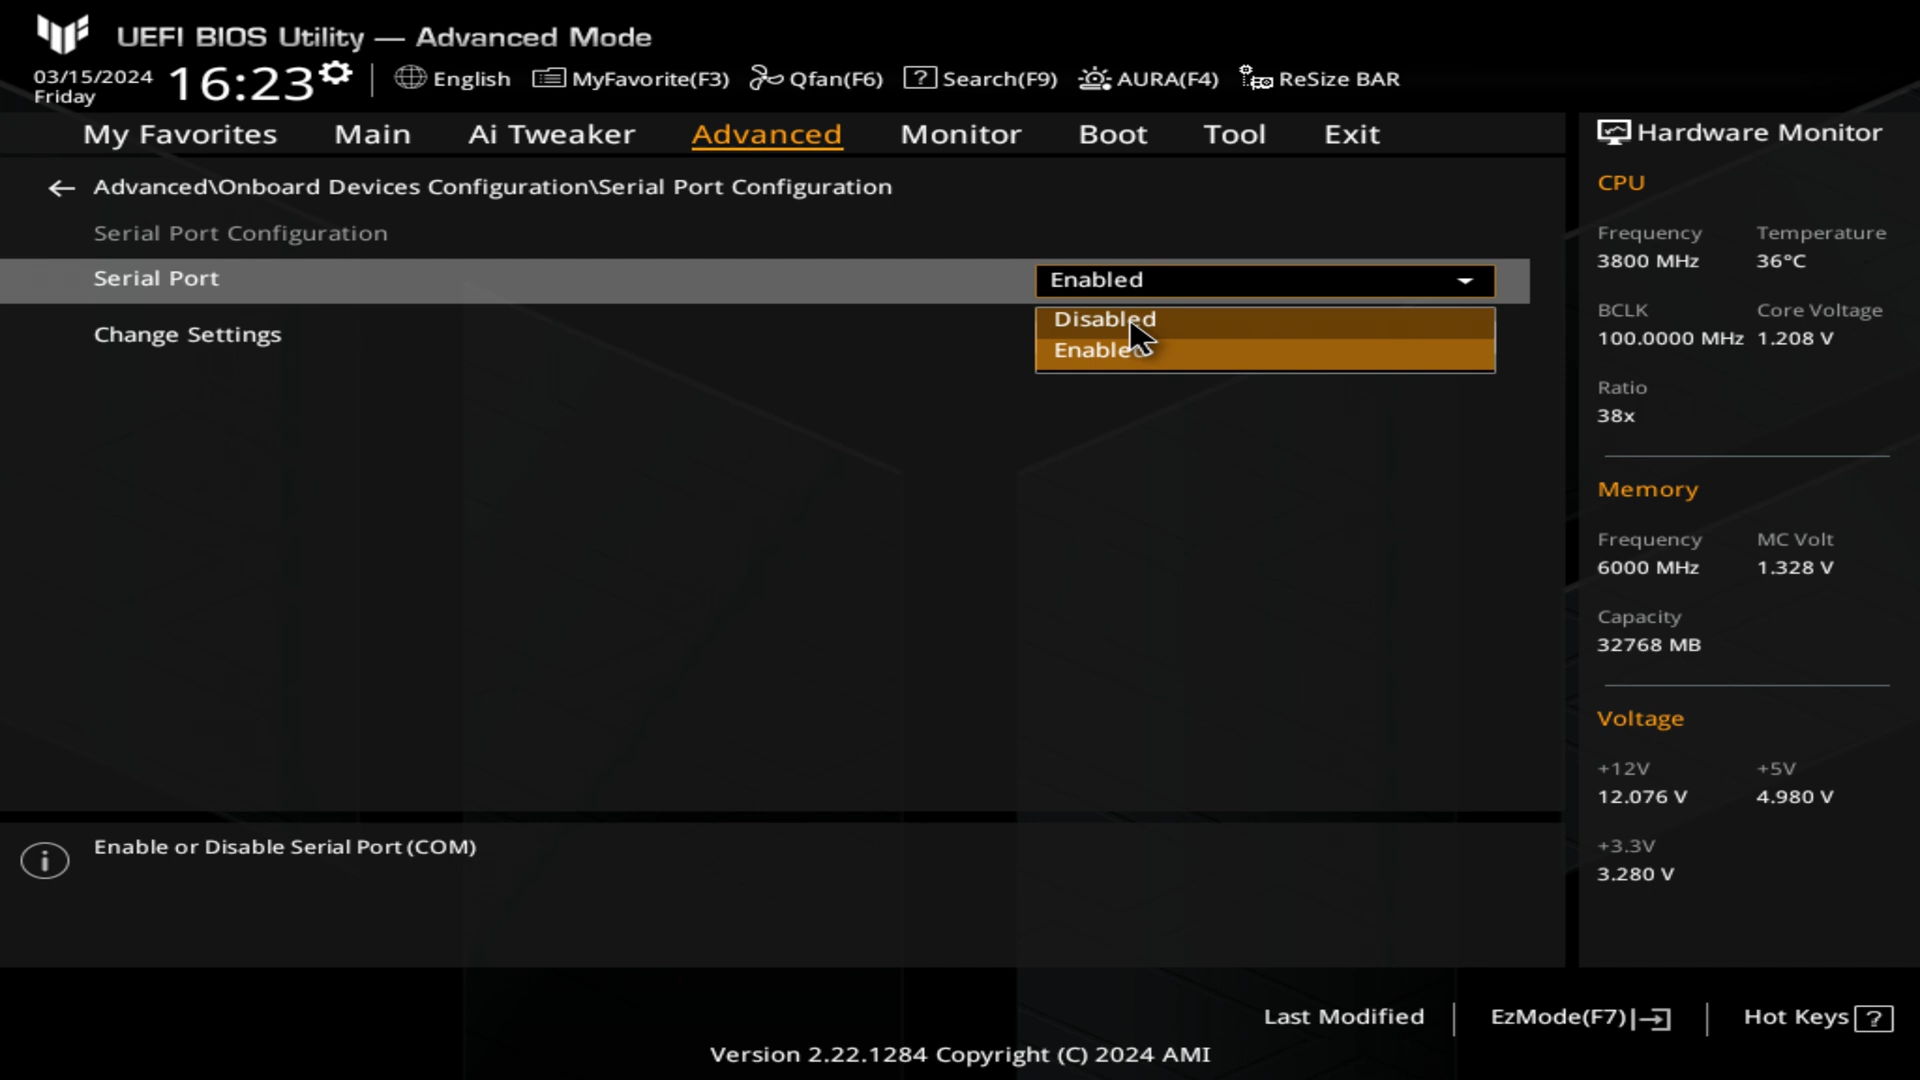 UEFI BIOS Utility — Advanced Mode
03/15/2024
Friday
16:23
English
MyFavorite(F3)
Qfan(F6)
? Search(F9)
AURA(F4)
ReSize BAR
My Favorites
Main
Ai Tweaker
Advanced
Monitor
Boot
Tool
Exit
Advanced\Onboard Devices Configuration\Serial Port Configuration
Serial Port Configuration
Serial Port
Enabled
Disabled
Enabled
Change Settings
i
Enable or Disable Serial Port (COM)
Hardware Monitor
CPU
Frequency Temperature
3800 MHz 36°C
BCLK Core Voltage
100.0000 MHz 1.208 V
Ratio
38x
Memory
Frequency MC Volt
6000 MHz 1.328 V
Capacity
32768 MB
Voltage
+12V +5V
12.076 V 4.980 V
+3.3V
3.280 V
Last Modified
EzMode(F7)
Hot Keys ?
Version 2.22.1284 Copyright (C) 2024 AMI